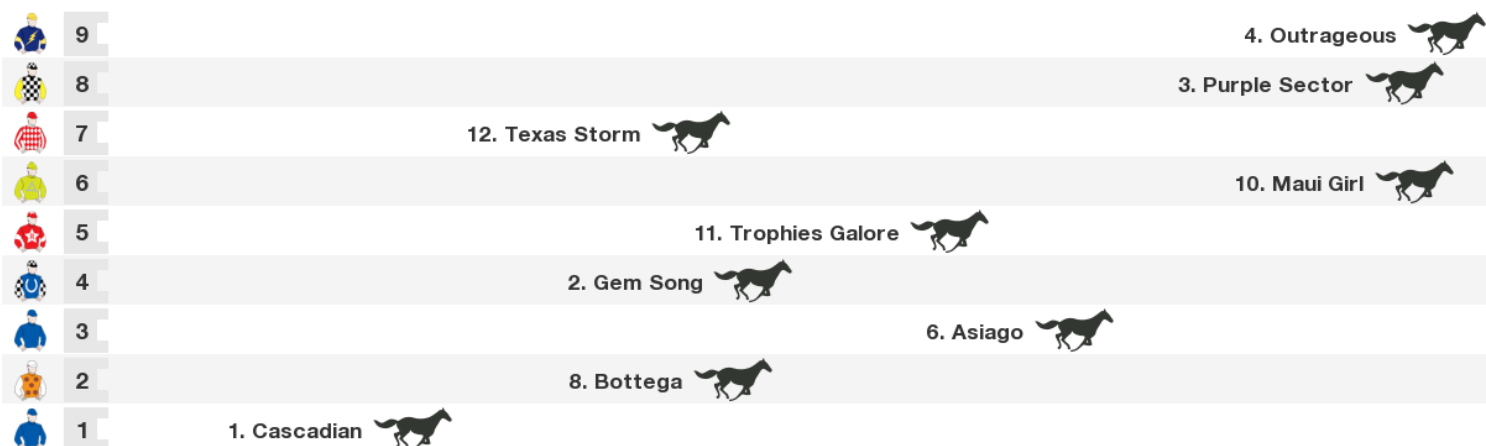 9 4. Outrageous
8 3. Purple Sector
7 12. Texas Storm
6 10. Maui Girl
5 11. Trophies Galore
4 2. Gem Song
3 6. Asiago
2 8. Bottega
1 1. Cascadian